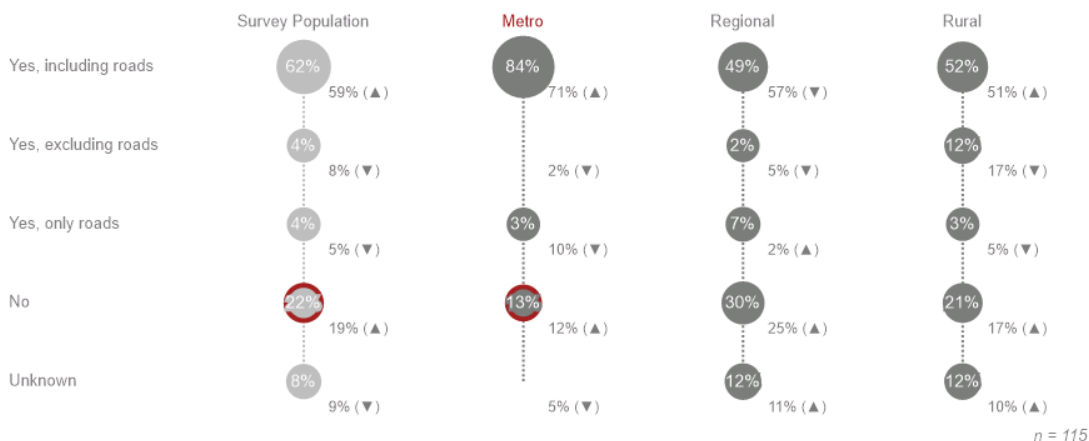 Survey Population Metro Regional Rural
Yes, including roads 62% 84% 49% 52%
59% (▲) 71% (▲) 57% (▼) 51% (▲)
Yes, excluding roads 4% 2% 12%
8% (▼) 2% (▼) 5% (▼) 17% (▼)
Yes, only roads 4% 3% 7% 3%
5% (▼) 10% (▼) 2% (▲) 5% (▼)
No 22% 13% 30% 21%
19% (▲) 12% (▲) 25% (▲) 17% (▲)
Unknown 8% 12% 12%
9% (▼) 5% (▼) 11% (▲) 10% (▲)
n = 115